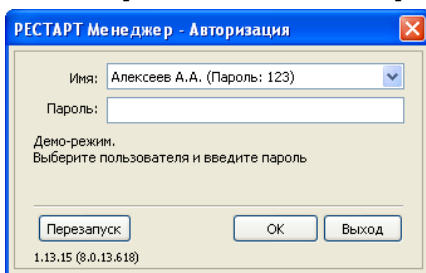 РЕСТАРТ Менеджер - Авторизация
Имя: Алексеев А.А. (Пароль: 123)
Пароль:
Демо-режим.
Выберите пользователя и введите пароль
Перезапуск ОК Выход
1.13.15 (8.0.13.618)